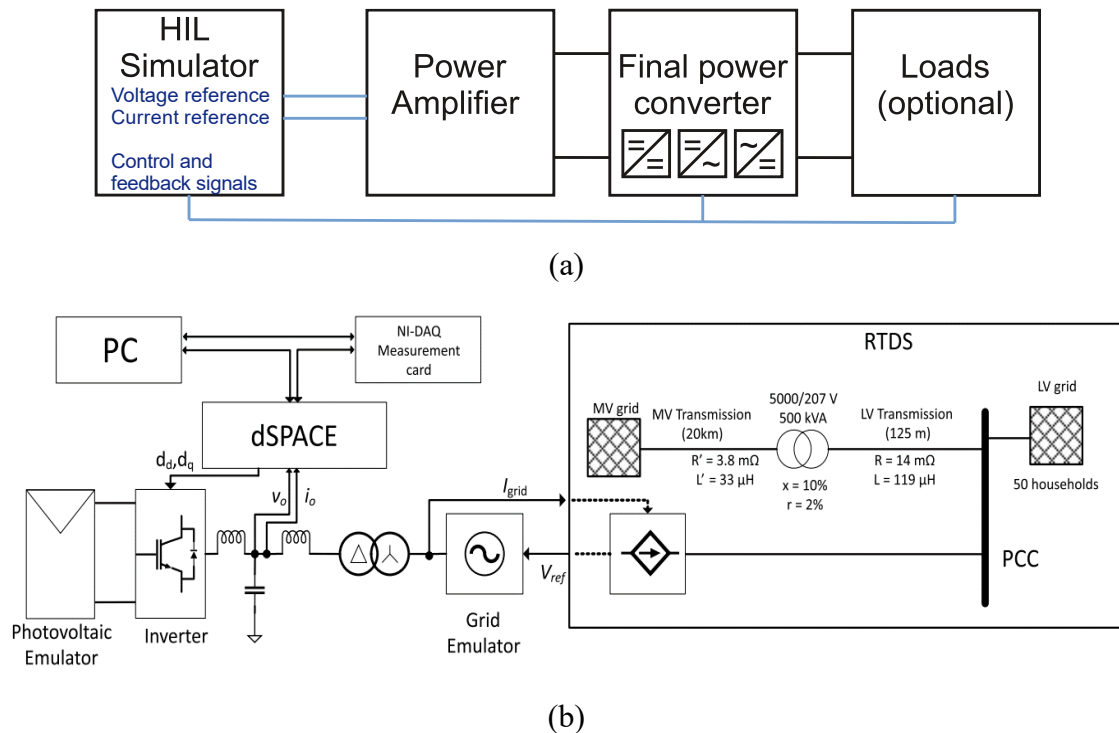 HIL
Simulator
Voltage reference
Current reference
Control and
feedback signals
Power
Amplifier
Final power
converter
Loads
(optional)
(a)
PC
NI-DAQ
Measurement
card
dSPACE
d_d,d_q
v_o
i_o
Photovoltaic
Emulator
Inverter
Δ
I_grid
V_ref
Grid
Emulator
RTDS
MV grid
MV Transmission
(20km)
R' = 3.8 mΩ
L' = 33 μH
5000/207 V
500 kVA
x = 10%
r = 2%
LV Transmission
(125 m)
R = 14 mΩ
L = 119 μH
LV grid
50 households
PCC
(b)